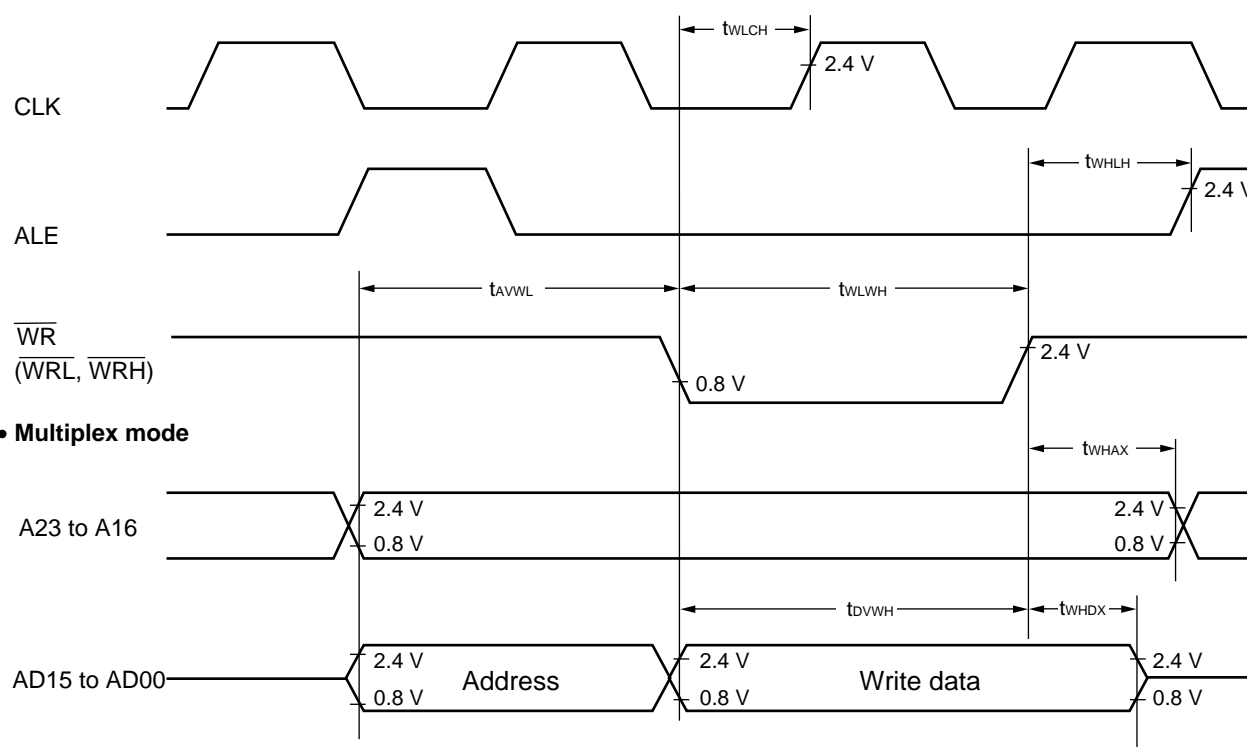 tWLCH
2.4 V
CLK
tWHLH
2.4 V
ALE
tAVWL
tWLWH
WR
(WRL, WRH)
2.4 V
0.8 V
• Multiplex mode
tWHAX
A23 to A16
2.4 V
0.8 V
2.4 V
0.8 V
tDVWH
tWHDX
AD15 to AD00
2.4 V
0.8 V
Address
2.4 V
0.8 V
Write data
2.4 V
0.8 V